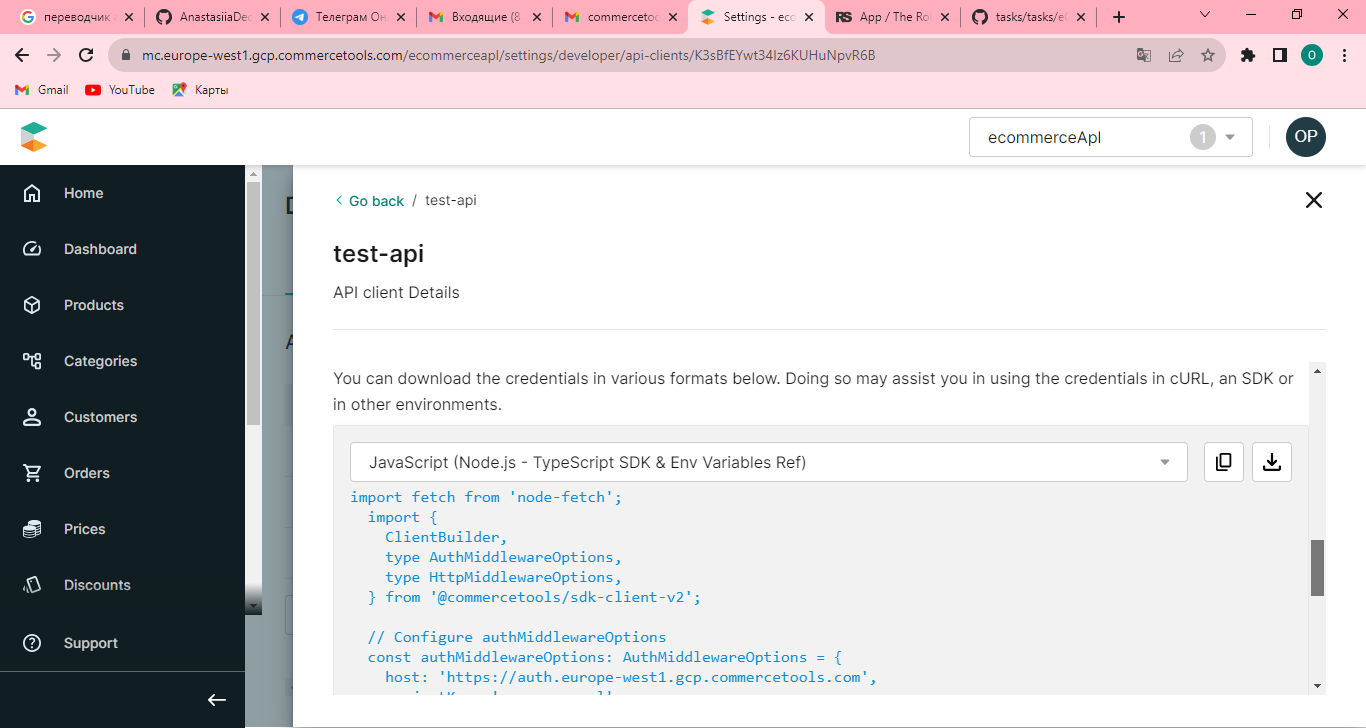 переводчик
AnastasiiaDec
Телеграм Он
Входящие (8
commercetoo
Settings - eco
RS App / The Ro
tasks/tasks/eC
mc.europe-west1.gcp.commercetools.com/ecommerceapl/settings/developer/api-clients/K3sBfEYwt34Iz6KUHuNpvR6B
O
Gmail
YouTube
Карты
ecommerceApl
1
OP
Home
Dashboard
Products
Categories
Customers
Orders
Prices
Discounts
Support
Go back / test-api
test-api
API client Details
You can download the credentials in various formats below. Doing so may assist you in using the credentials in cURL, an SDK or
in other environments.
JavaScript (Node.js - TypeScript SDK & Env Variables Ref)
import fetch from 'node-fetch';
import {
ClientBuilder,
type AuthMiddlewareOptions,
type HttpMiddlewareOptions,
} from '@commercetools/sdk-client-v2';
// Configure authMiddlewareOptions
const authMiddlewareOptions: AuthMiddlewareOptions = {
host: 'https://auth.europe-west1.gcp.commercetools.com',